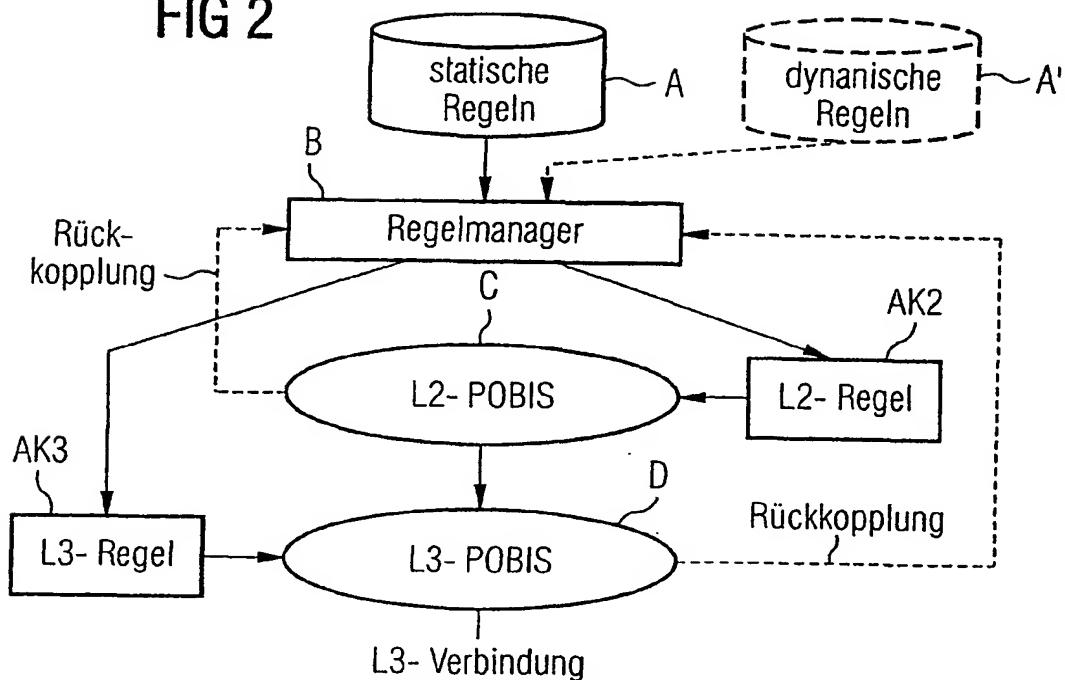 FIG 2
statische
Regeln
A
dynanische
Regeln
A'
B
Regelmanager
Rück-
kopplung
C
AK2
L2- POBIS
L2- Regel
AK3
D
Rückkopplung
L3- Regel
L3- POBIS
L3- Verbindung